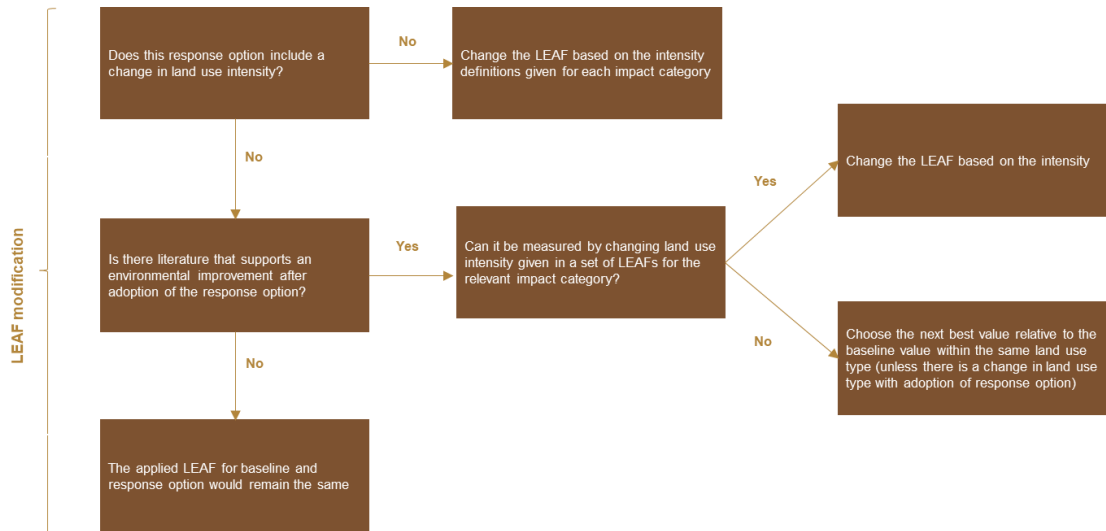 Does this response option include a
change in land use intensity?
No
Change the LEAF based on the intensity
definitions given for each impact category
No
Yes
Change the LEAF based on the intensity
LEAF modification
Is there literature that supports an
environmental improvement after
adoption of the response option?
Yes
Can it be measured by changing land use
intensity given in a set of LEAFs for the
relevant impact category?
No
Choose the next best value relative to the
baseline value within the same land use
type (unless there is a change in land use
type with adoption of response option)
No
The applied LEAF for baseline and
response option would remain the same